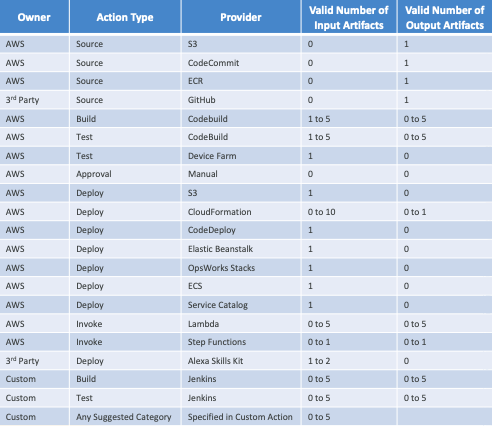 Owner Action Type Provider Valid Number of Input Artifacts Valid Number of Output Artifacts
AWS Source S3 0 1
AWS Source CodeCommit 0 1
AWS Source ECR 0 1
3rd Party Source GitHub 0 1
AWS Build Codebuild 1 to 5 0 to 5
AWS Test CodeBuild 1 to 5 0 to 5
AWS Test Device Farm 1 0
AWS Approval Manual 0 0
AWS Deploy S3 1 0
AWS Deploy CloudFormation 0 to 10 0 to 1
AWS Deploy CodeDeploy 1 0
AWS Deploy Elastic Beanstalk 1 0
AWS Deploy OpsWorks Stacks 1 0
AWS Deploy ECS 1 0
AWS Deploy Service Catalog 1 0
AWS Invoke Lambda 0 to 5 0 to 5
AWS Invoke Step Functions 0 to 1 0 to 1
3rd Party Deploy Alexa Skills Kit 1 to 2 0
Custom Build Jenkins 0 to 5 0 to 5
Custom Test Jenkins 0 to 5 0 to 5
Custom Any Suggested Category Specified in Custom Action 0 to 5